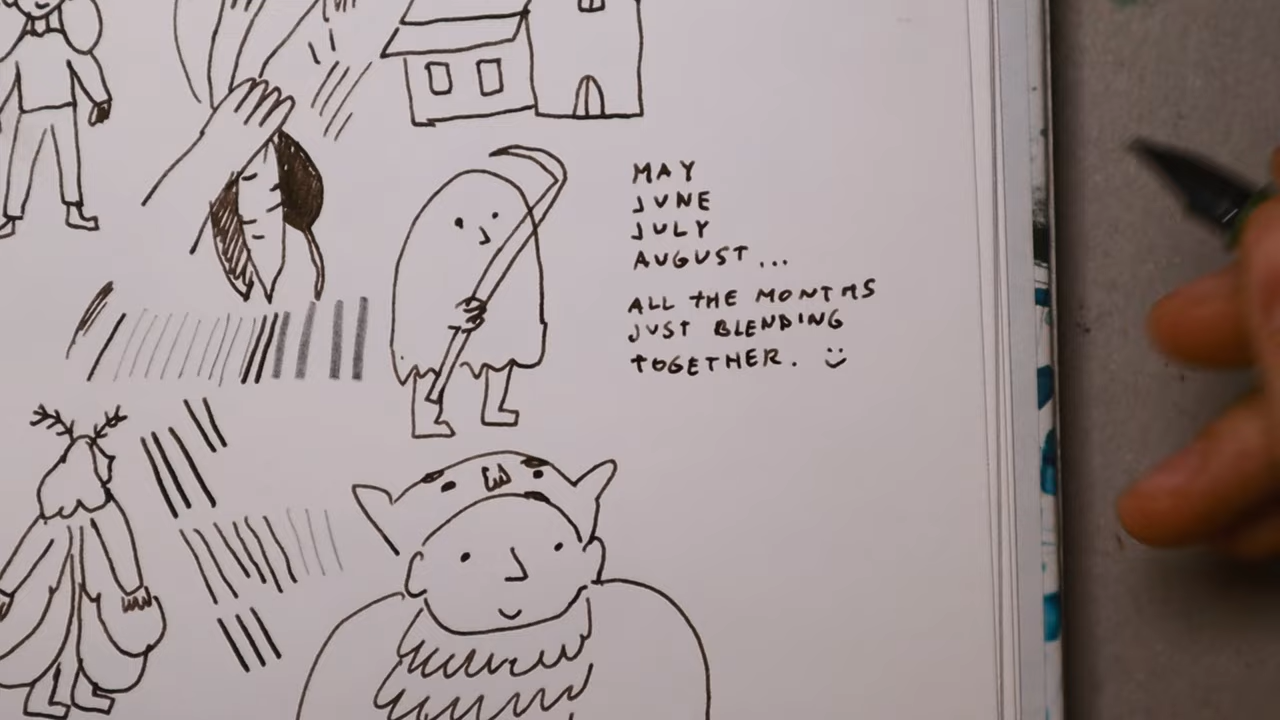 MAY
JUNE
JULY
AUGUST...
ALL THE MONTHS
JUST BLENDING
TOGETHER. :)